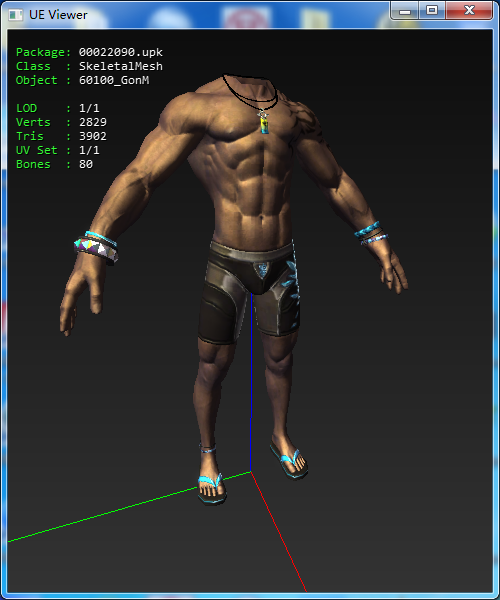 UE Viewer
Package: 00022090.upk
Class : SkeletalMesh
Object : 60100_GonM
LOD : 1/1
Verts : 2829
Tris : 3902
UV Set : 1/1
Bones : 80